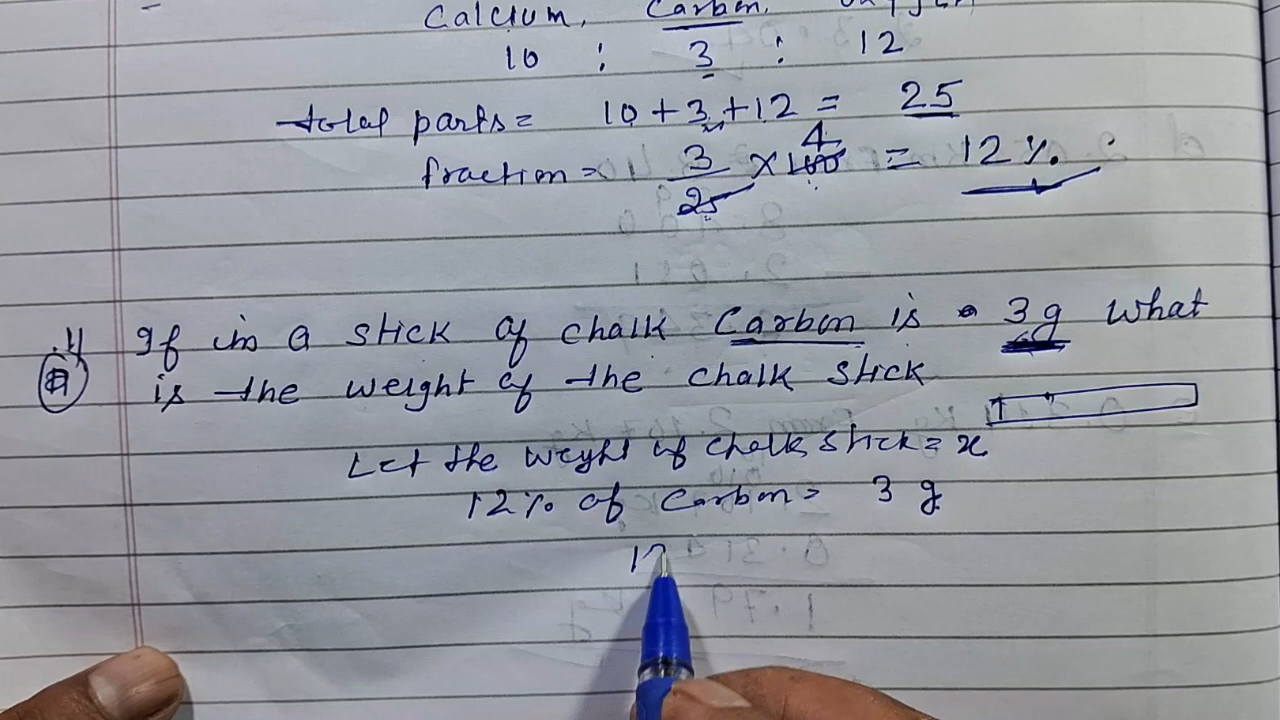 Calcium, Carbon, Oxygen
10 : 3 : 12
total parts = 10 + 3 + 12 = 25
fraction = 3/25 × 100 4 = 12 %.
If in a stick of chalk Carbon is 3g what
is the weight of the chalk stick
Let the weight of chalk stick = x
12% of Carbon = 3 g
12